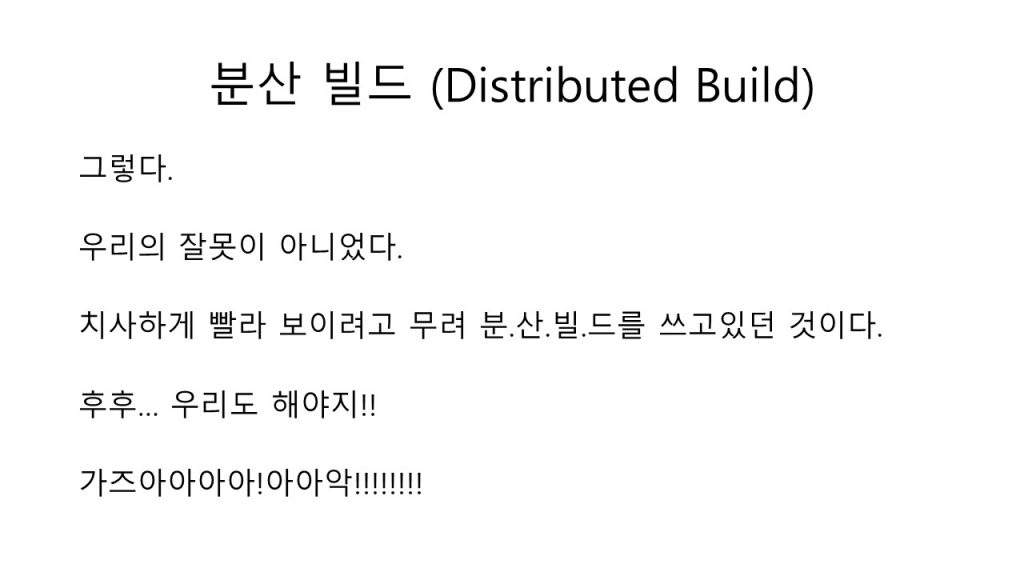 분산 빌드 (Distributed Build)
그렇다.
우리의 잘못이 아니었다.
치사하게 빨라 보이려고 무려 분.산.빌.드를 쓰고있던 것이다.
후후... 우리도 해야지!!
가즈아아아아!아아악!!!!!!!!